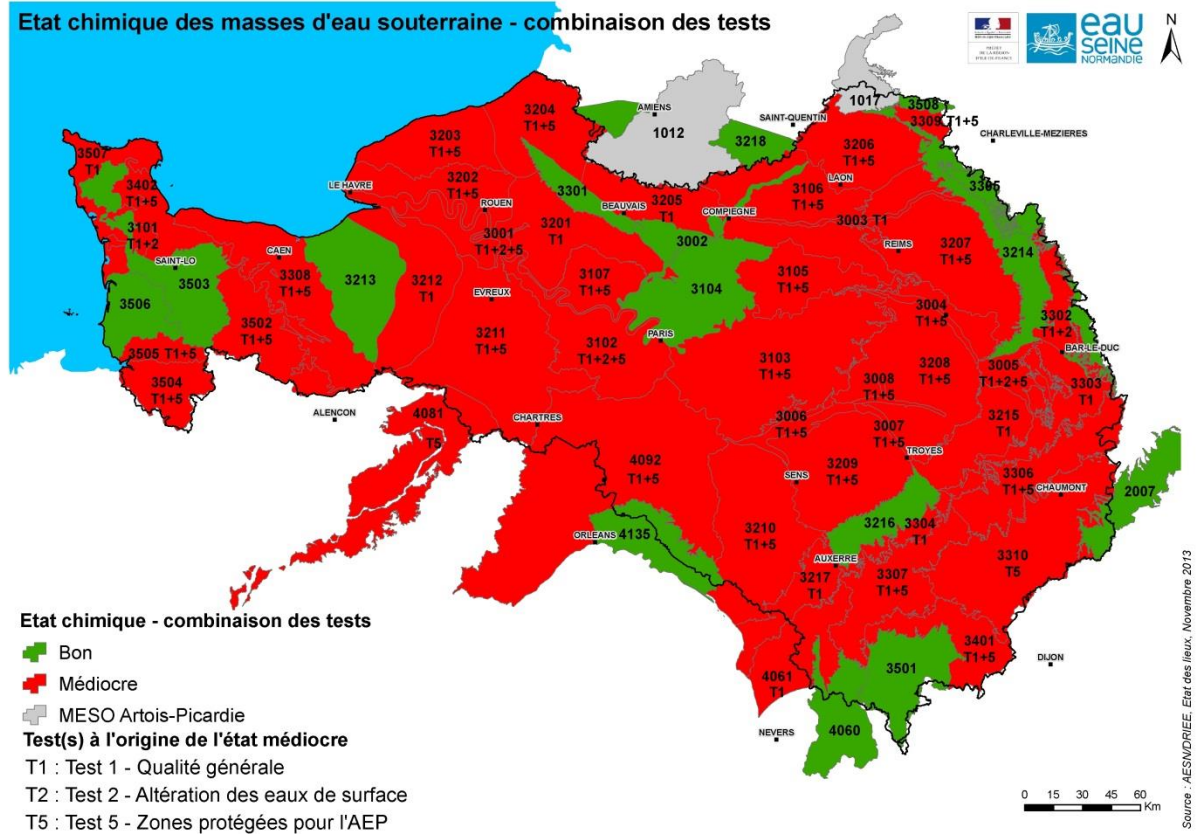 Etat chimique des masses d'eau souterraine - combinaison des tests
eau
SEINE
NORMANDIE
N
AMIENS
1012
SAINT-QUENTIN
3218
1017
3508
3309 T1+5
CHARLEVILLE-MEZIERES
3204
T1+5
3203
T1+5
3202
T1+5
LE HAVRE
ROUEN
3001
T1+2+5
3301
BEAUVAIS
3205
T1
COMPIEGNE
3206
T1+5
LAON
3106
T1+5
3003 T1
REIMS
3305
3207
T1+5
3214
3507
T1
3402
T1+5
3101
T1+2
SAINT-LO
3503
3506
CAEN
3308
T1+5
3213
3212
T1
3201
T1
3002
3107
T1+5
3104
3105
T1+5
EVREUX
3211
T1+5
3102
T1+2+5
PARIS
3004
T1+5
3302
T1+2
BAR-LE-DUC
3502
T1+5
3505 T1+5
3504
T1+5
3103
T1+5
3208
T1+5
3005
T1+2+5
3303
T1
3008
T1+5
ALENCON
4081
T5
CHARTRES
3006
T1+5
3007
T1+5
TROYES
3215
T1
4092
T1+5
SENS
3209
T1+5
3306
T1+5
CHAUMONT
2007
ORLEANS
4135
3210
T1+5
3216
3304
T1
AUXERRE
3217
T1
3307
T1+5
3310
T5
4061
T1
3501
3401
T1+5
DIJON
NEVERS
4060
Etat chimique - combinaison des tests
Bon
Médiocre
MESO Artois-Picardie
Test(s) à l'origine de l'état médiocre
T1 : Test 1 - Qualité générale
T2 : Test 2 - Altération des eaux de surface
T5 : Test 5 - Zones protégées pour l'AEP
0 15 30 45 60
Km
Source : AESN/DRIEE, Etat des lieux, Novembre 2013